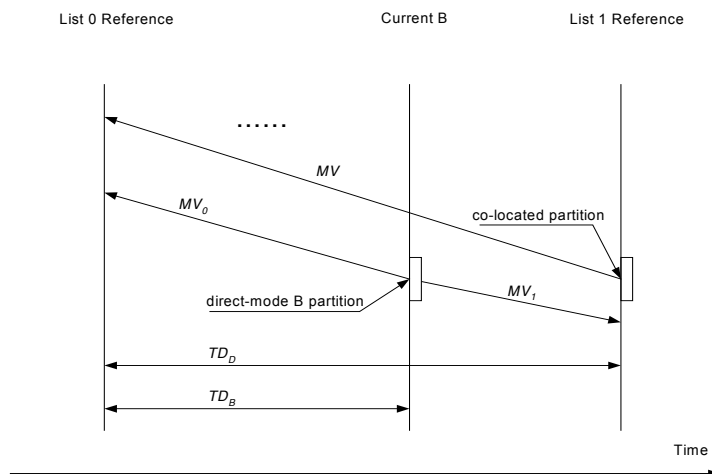 List 0 Reference
Current B
List 1 Reference
......
MV
MV0
co-located partition
direct-mode B partition
MV1
TDD
TDB
Time